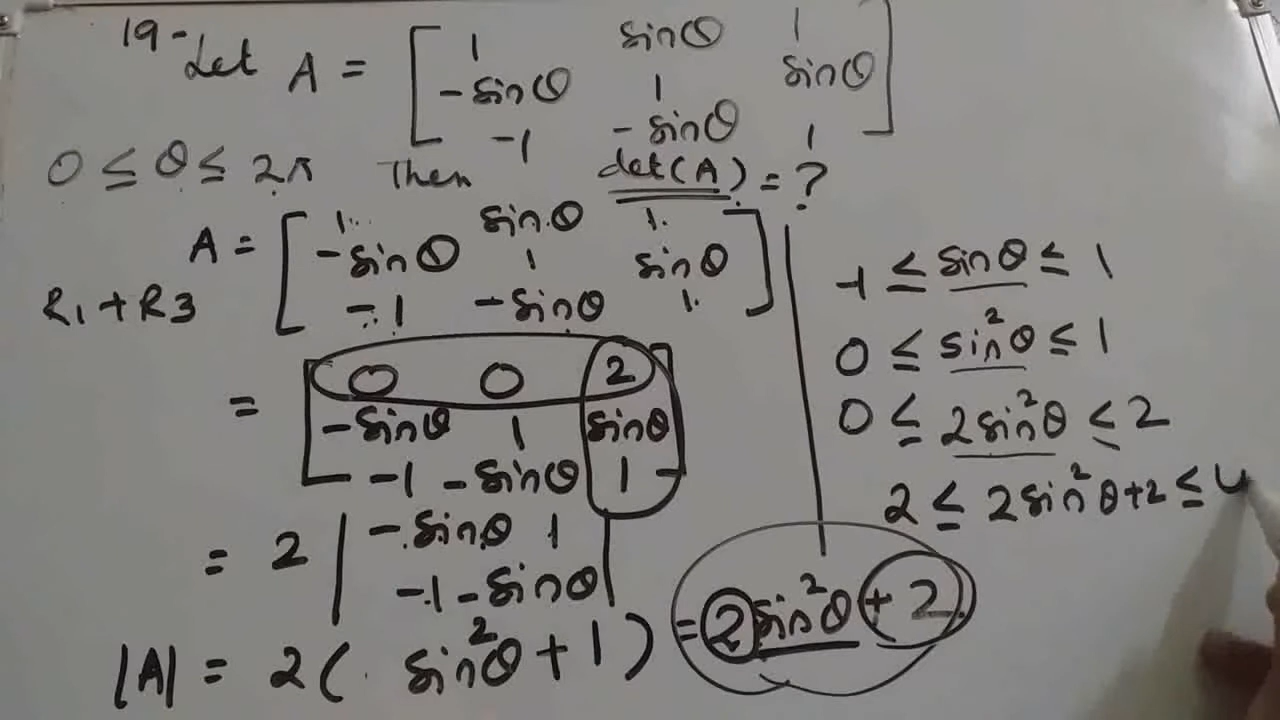 19- Let A = [ 1 sinθ 1
-sinθ 1 sinθ
-1 -sinθ 1 ]
0 ≤ θ ≤ 2π Then det(A) = ?
A = [ 1 sinθ 1
-sinθ 1 sinθ
R1 + R3 -1 -sinθ 1 ]
= [ 0 0 2
-sinθ 1 sinθ
-1 -sinθ 1 ]
= 2 | -sinθ 1
-1 -sinθ |
|A| = 2( sin²θ + 1 ) = 2sin²θ + 2
-1 ≤ sinθ ≤ 1
0 ≤ sin²θ ≤ 1
0 ≤ 2sin²θ ≤ 2
2 ≤ 2sin²θ+2 ≤ 4